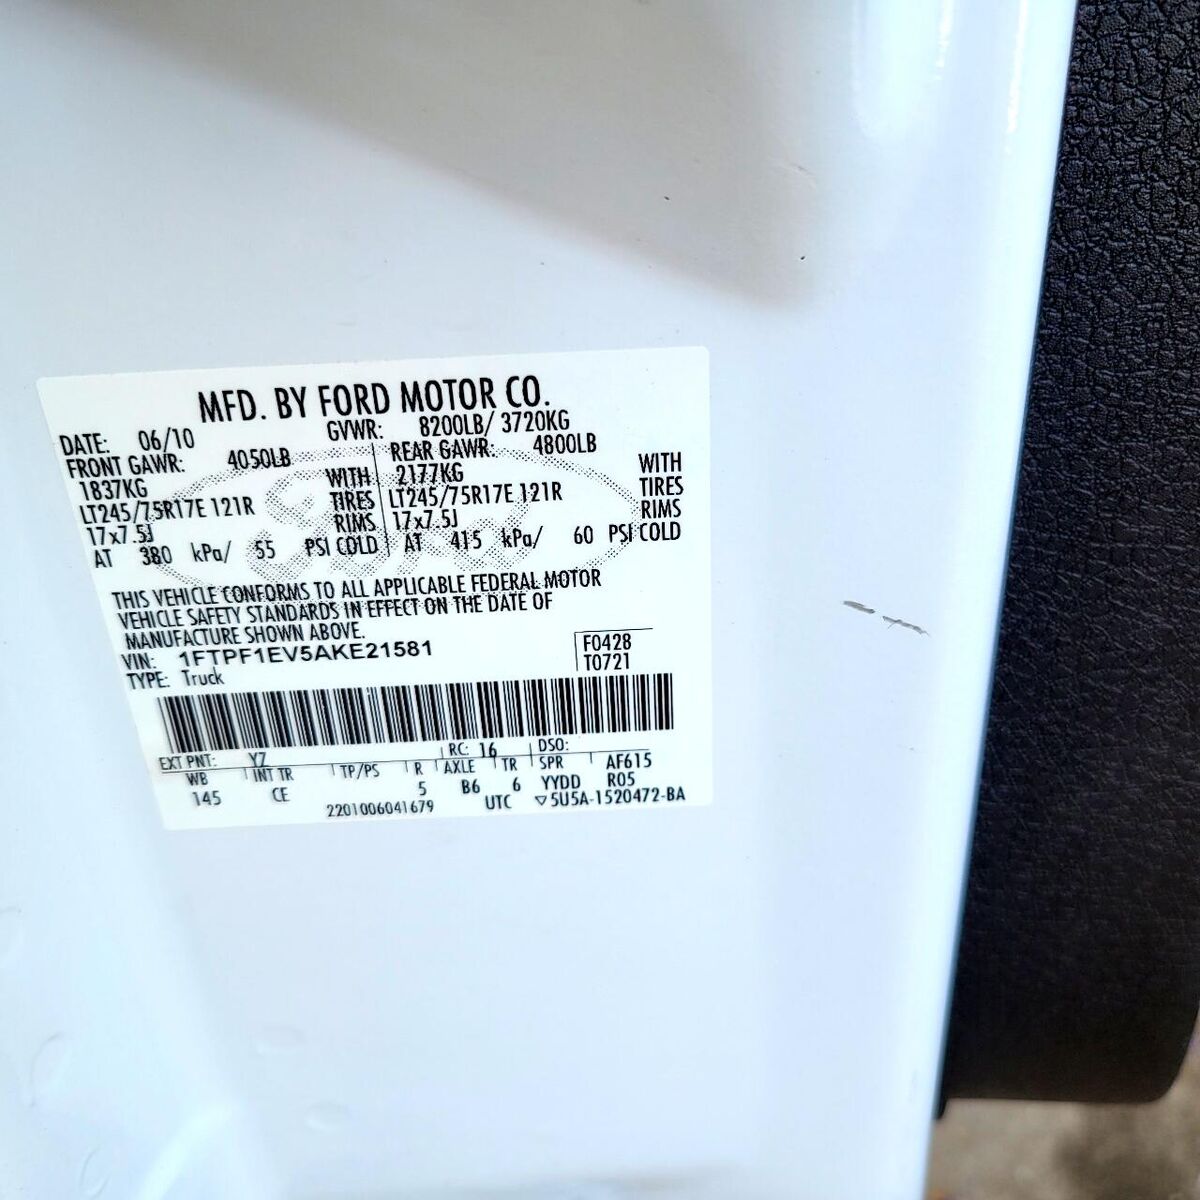 MFD. BY FORD MOTOR CO.
DATE: 06/10 GVWR: 8200LB/ 3720KG
FRONT GAWR: 4050LB REAR GAWR: 4800LB
1837KG WITH 2177KG WITH
LT245/75R17E 121R TIRES LT245/75R17E 121R TIRES
17x7.5J RIMS 17x7.5J RIMS
AT 380 kPa/ 55 PSI COLD AT 415 kPa/ 60 PSI COLD
THIS VEHICLE CONFORMS TO ALL APPLICABLE FEDERAL MOTOR
VEHICLE SAFETY STANDARDS IN EFFECT ON THE DATE OF
MANUFACTURE SHOWN ABOVE.
VIN: 1FTPF1EV5AKE21581 F0428
TYPE: Truck T0721
EXT PNT: YZ RC: 16 DSO:
WB INT TR TP/PS R AXLE TR SPR AF615
145 CE 5 B6 6 YYDD R05
2201006041679 UTC ▽5U5A-1520472-BA